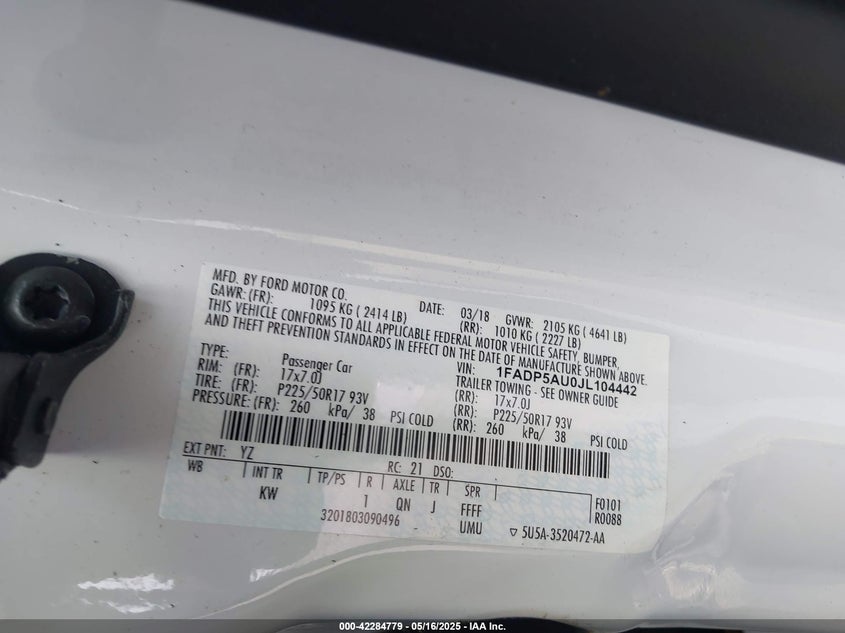 MFD. BY FORD MOTOR CO.
DATE: 03/18 GVWR: 2105 KG ( 4641 LB)
GAWR: (FR): 1095 KG ( 2414 LB) (RR): 1010 KG ( 2227 LB)
THIS VEHICLE CONFORMS TO ALL APPLICABLE FEDERAL MOTOR VEHICLE SAFETY, BUMPER,
AND THEFT PREVENTION STANDARDS IN EFFECT ON THE DATE OF MANUFACTURE SHOWN ABOVE.
VIN: 1FADP5AU0JL104442
TYPE: Passenger Car TRAILER TOWING - SEE OWNER GUIDE
RIM: (FR): 17x7.0J (RR): 17x7.0J
TIRE: (FR): P225/50R17 93V (RR): P225/50R17 93V
PRESSURE: (FR): 260 kPa/ 38 PSI COLD (RR): 260 kPa/ 38 PSI COLD
EXT PNT: YZ RC: 21 DSO:
WB INT TR TP/PS R AXLE TR SPR F0101
KW 1 QN J FFFF R0088
3201803090496 UMU ▽ 5U5A-3520472-AA
000-42284779 - 05/16/2025 - IAA Inc.